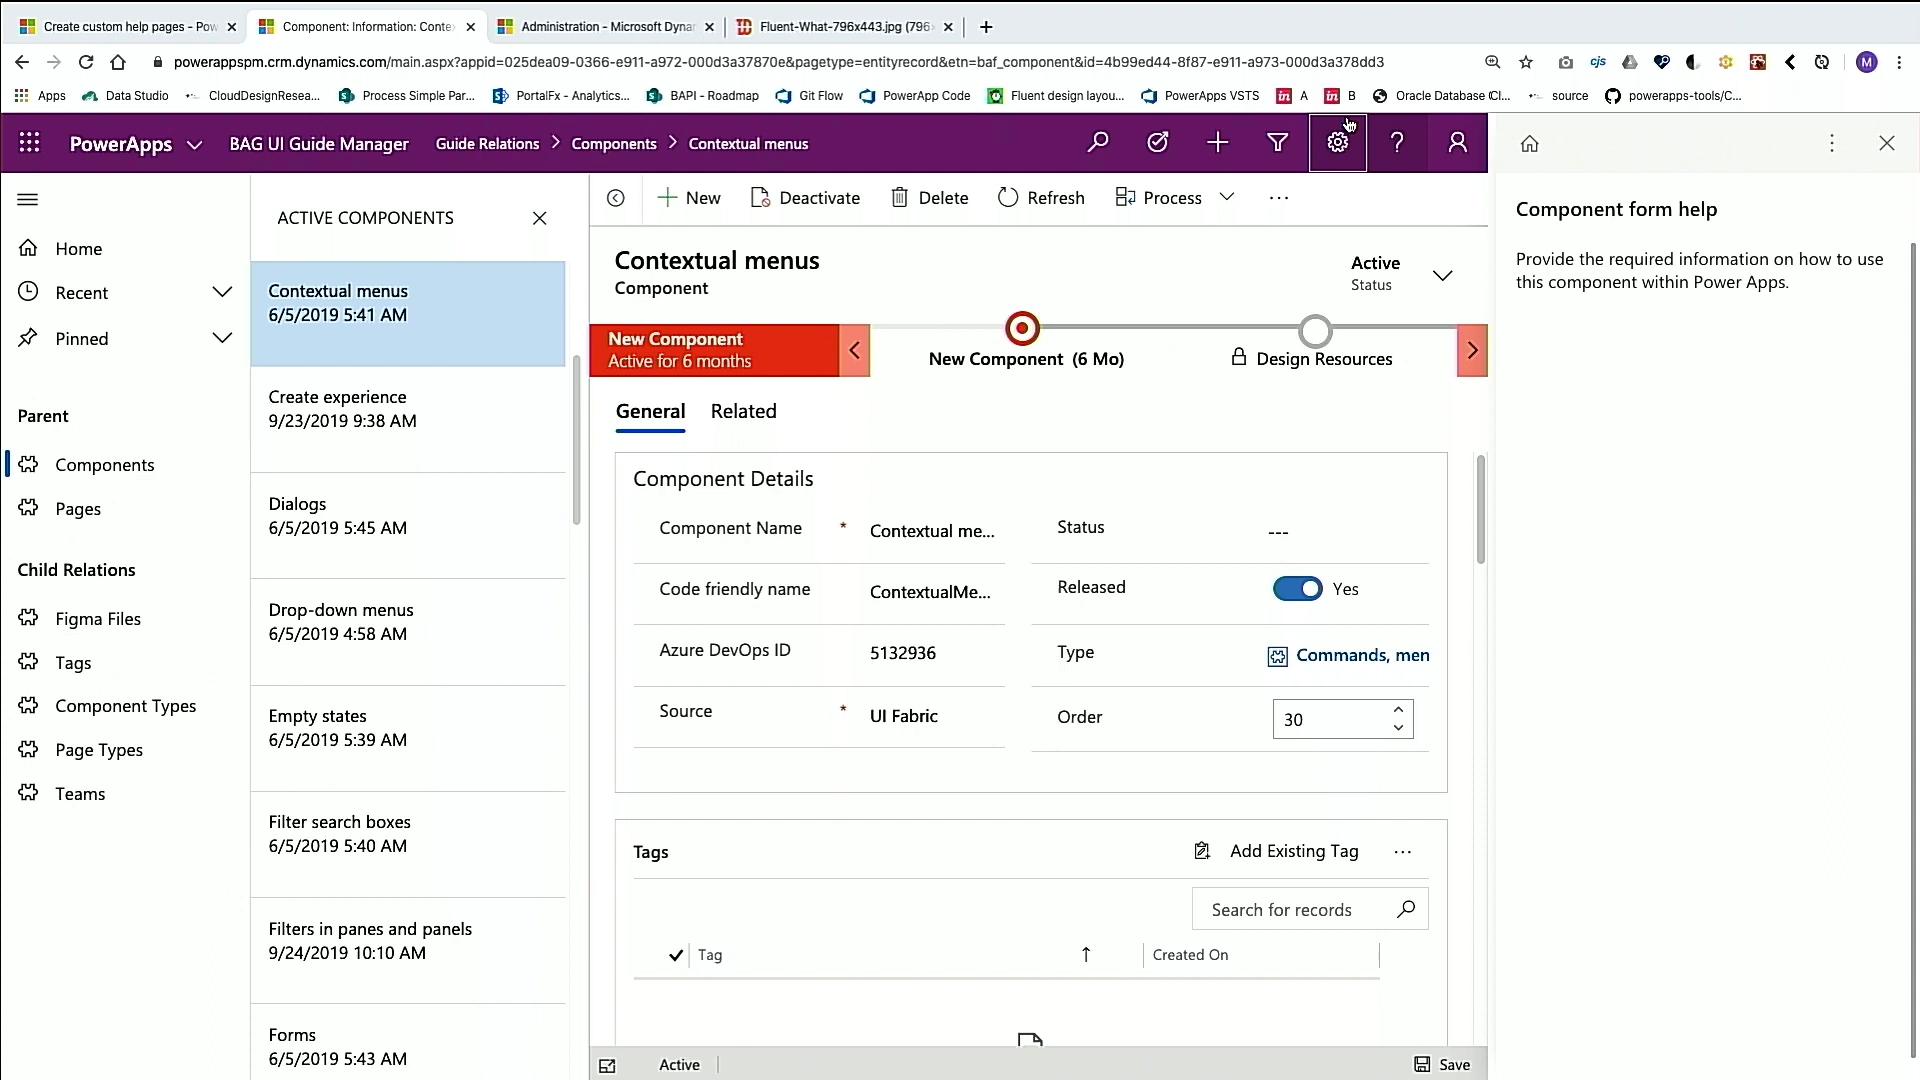 Create custom help pages - Pow
Component: Information: Conte
Administration - Microsoft Dynar
Fluent-What-796x443.jpg (796
powerappspm.crm.dynamics.com/main.aspx?appid=025dea09-0366-e911-a972-000d3a37870e&pagetype=entityrecord&etn=baf_component&id=4b99ed44-8f87-e911-a973-000d3a378dd3
cjs
M
Apps
Data Studio
CloudDesignResea...
Process Simple Par...
PortalFx - Analytics...
BAPI - Roadmap
Git Flow
PowerApp Code
Fluent design layou...
PowerApps VSTS
in A
in B
Oracle Database (Cl...
source
powerapps-tools/C...
PowerApps
BAG UI Guide Manager
Guide Relations > Components > Contextual menus
Home
Recent
Pinned
Parent
Components
Pages
Child Relations
Figma Files
Tags
Component Types
Page Types
Teams
ACTIVE COMPONENTS
Contextual menus
6/5/2019 5:41 AM
Create experience
9/23/2019 9:38 AM
Dialogs
6/5/2019 5:45 AM
Drop-down menus
6/5/2019 4:58 AM
Empty states
6/5/2019 5:39 AM
Filter search boxes
6/5/2019 5:40 AM
Filters in panes and panels
9/24/2019 10:10 AM
Forms
6/5/2019 5:43 AM
New
Deactivate
Delete
Refresh
Process
Contextual menus
Component
Active
Status
New Component
Active for 6 months
New Component (6 Mo)
Design Resources
General
Related
Component Details
Component Name * Contextual me...
Status ---
Code friendly name ContextualMe...
Released Yes
Azure DevOps ID 5132936
Type Commands, men
Source * UI Fabric
Order 30
Tags
Add Existing Tag
Search for records
Tag
Created On
Active
Save
Component form help
Provide the required information on how to use
this component within Power Apps.